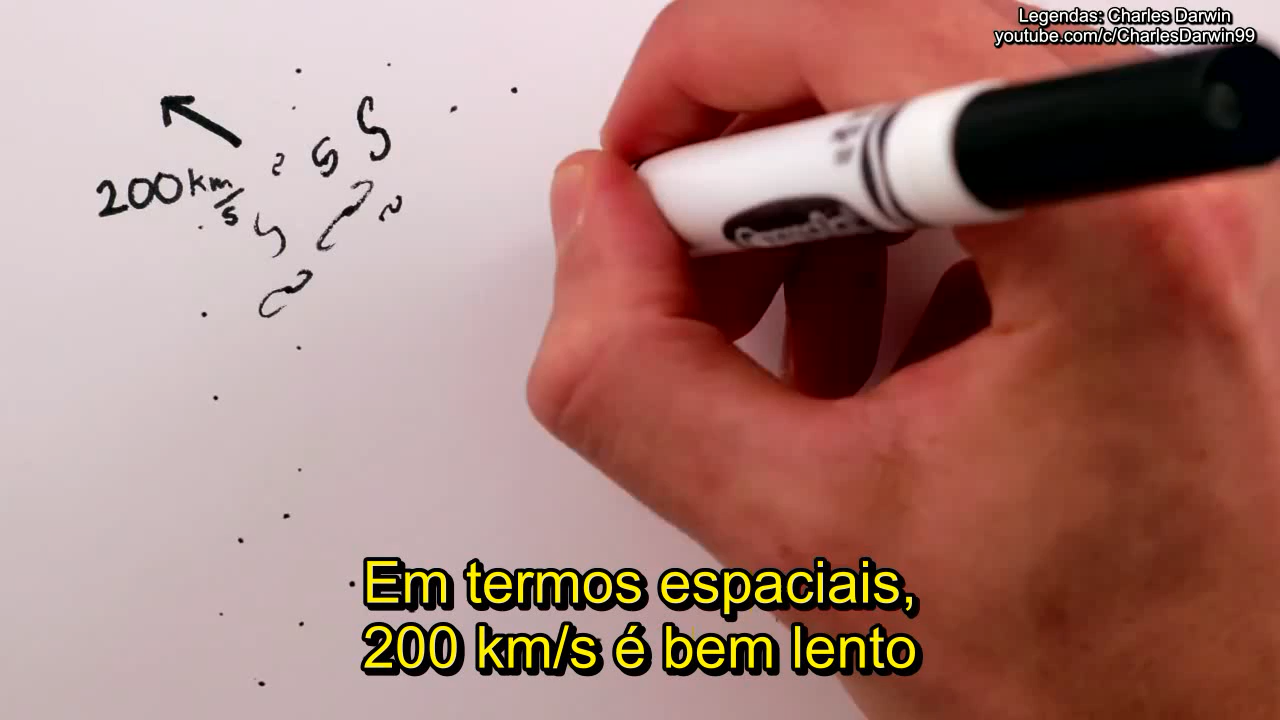 Legendas: Charles Darwin
youtube.com/c/CharlesDarwin99
200 km/s
Em termos espaciais,
200 km/s é bem lento